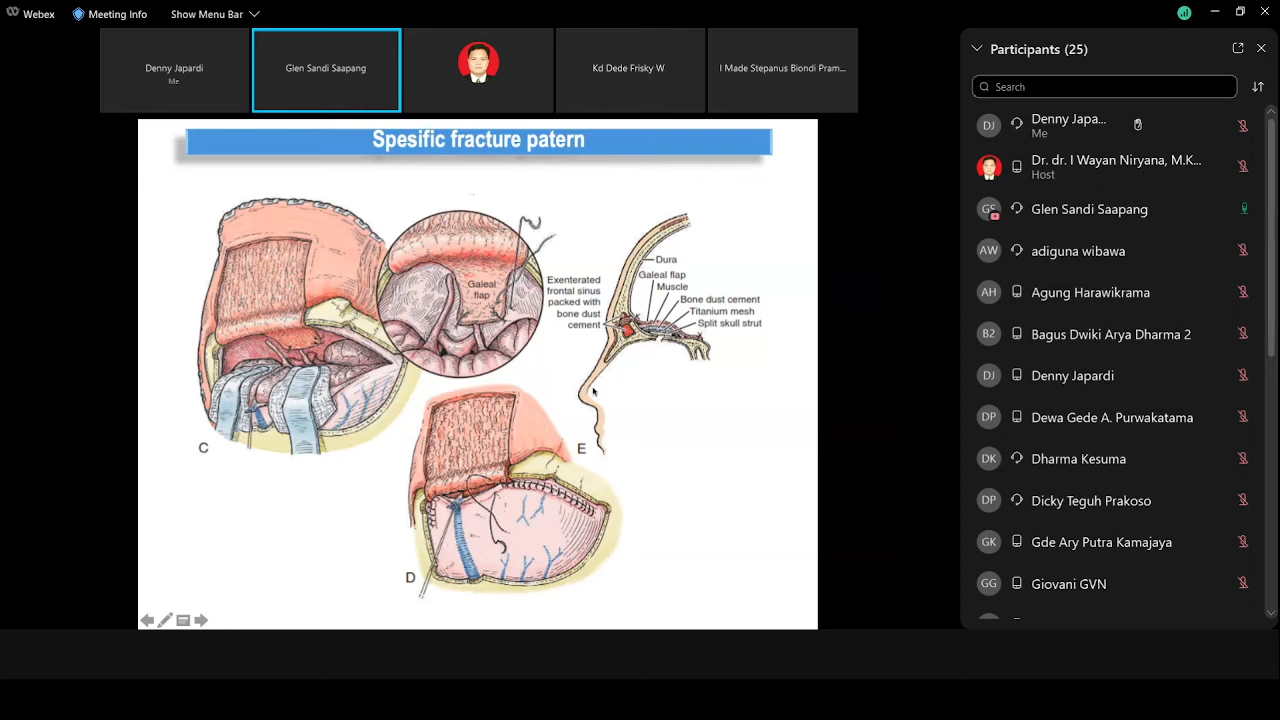 Webex
Meeting Info
Show Menu Bar
Denny Japardi
Me
Glen Sandi Saapang
Kd Dede Frisky W
I Made Stepanus Biondi Pram...
Spesific fracture patern
C
Galeal
flap
Exenterated
frontal sinus
packed with
bone dust
cement
Dura
Galeal flap
Muscle
Bone dust cement
Titanium mesh
Split skull strut
E
D
Participants (25)
Search
DJ
Denny Japa...
Me
Dr. dr. I Wayan Niryana, M.K...
Host
GS
Glen Sandi Saapang
AW
adiguna wibawa
AH
Agung Harawikrama
B2
Bagus Dwiki Arya Dharma 2
DJ
Denny Japardi
DP
Dewa Gede A. Purwakatama
DK
Dharma Kesuma
DP
Dicky Teguh Prakoso
GK
Gde Ary Putra Kamajaya
GG
Giovani GVN